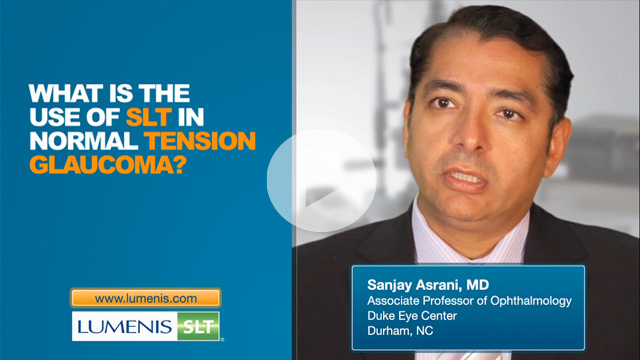 WHAT IS THE
USE OF SLT IN
NORMAL TENSION
GLAUCOMA?
www.lumenis.com
LUMENIS SLT
Sanjay Asrani, MD
Associate Professor of Ophthalmology
Duke Eye Center
Durham, NC